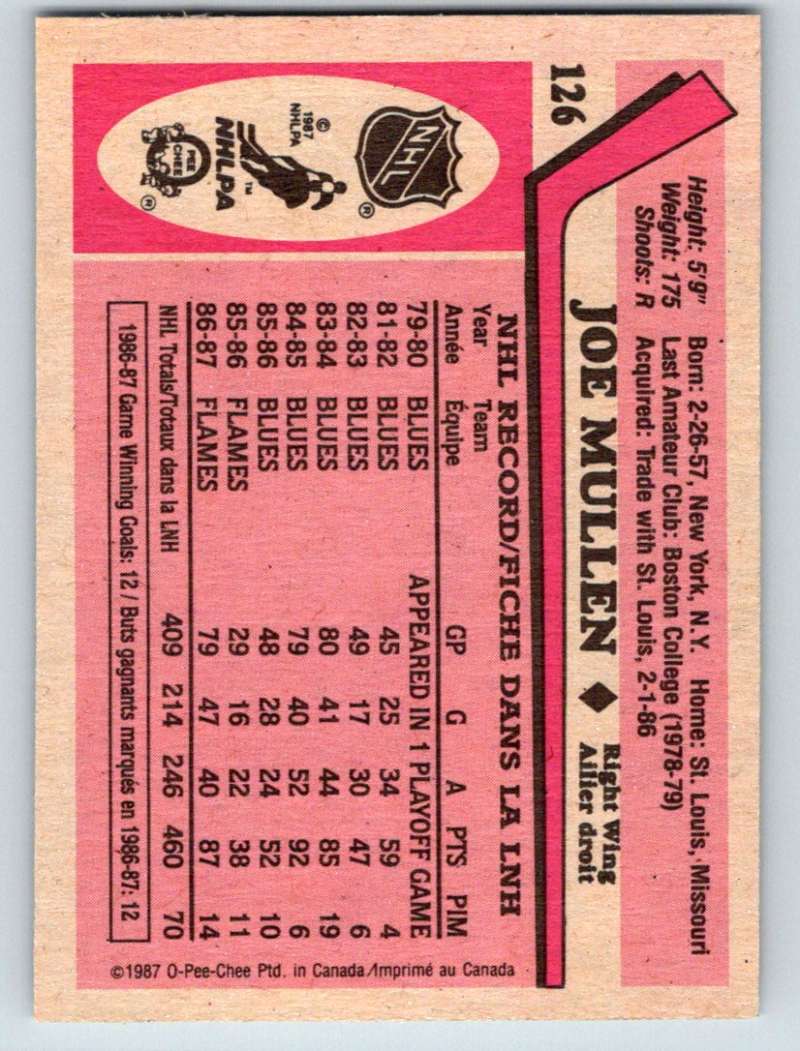 126
Height: 5'9" Born: 2-26-57, New York, N.Y. Home: St. Louis, Missouri
Weight: 175 Last Amateur Club: Boston College (1978-79)
Shoots: R Acquired: Trade with St. Louis, 2-1-86
JOE MULLEN ◆ Right Wing
Ailier droit
NHL
®
© 1987 NHLPA
NHLPA
™
O
PEE
CHEE
®
NHL RECORD/FICHE DANS LA LNH
Year Team
Année Équipe GP G A PTS PIM
79-80 BLUES APPEARED IN 1 PLAYOFF GAME
81-82 BLUES 45 25 34 59 4
82-83 BLUES 49 17 30 47 6
83-84 BLUES 80 41 44 85 19
84-85 BLUES 79 40 52 92 6
85-86 BLUES 48 28 24 52 10
85-86 FLAMES 29 16 22 38 11
86-87 FLAMES 79 47 40 87 14
NHL Totals/Totaux dans la LNH 409 214 246 460 70
1986-87 Game Winning Goals: 12 / Buts gagnants marqués en 1986-87: 12
©1987 O-Pee-Chee Ptd. in Canada/Imprimé au Canada